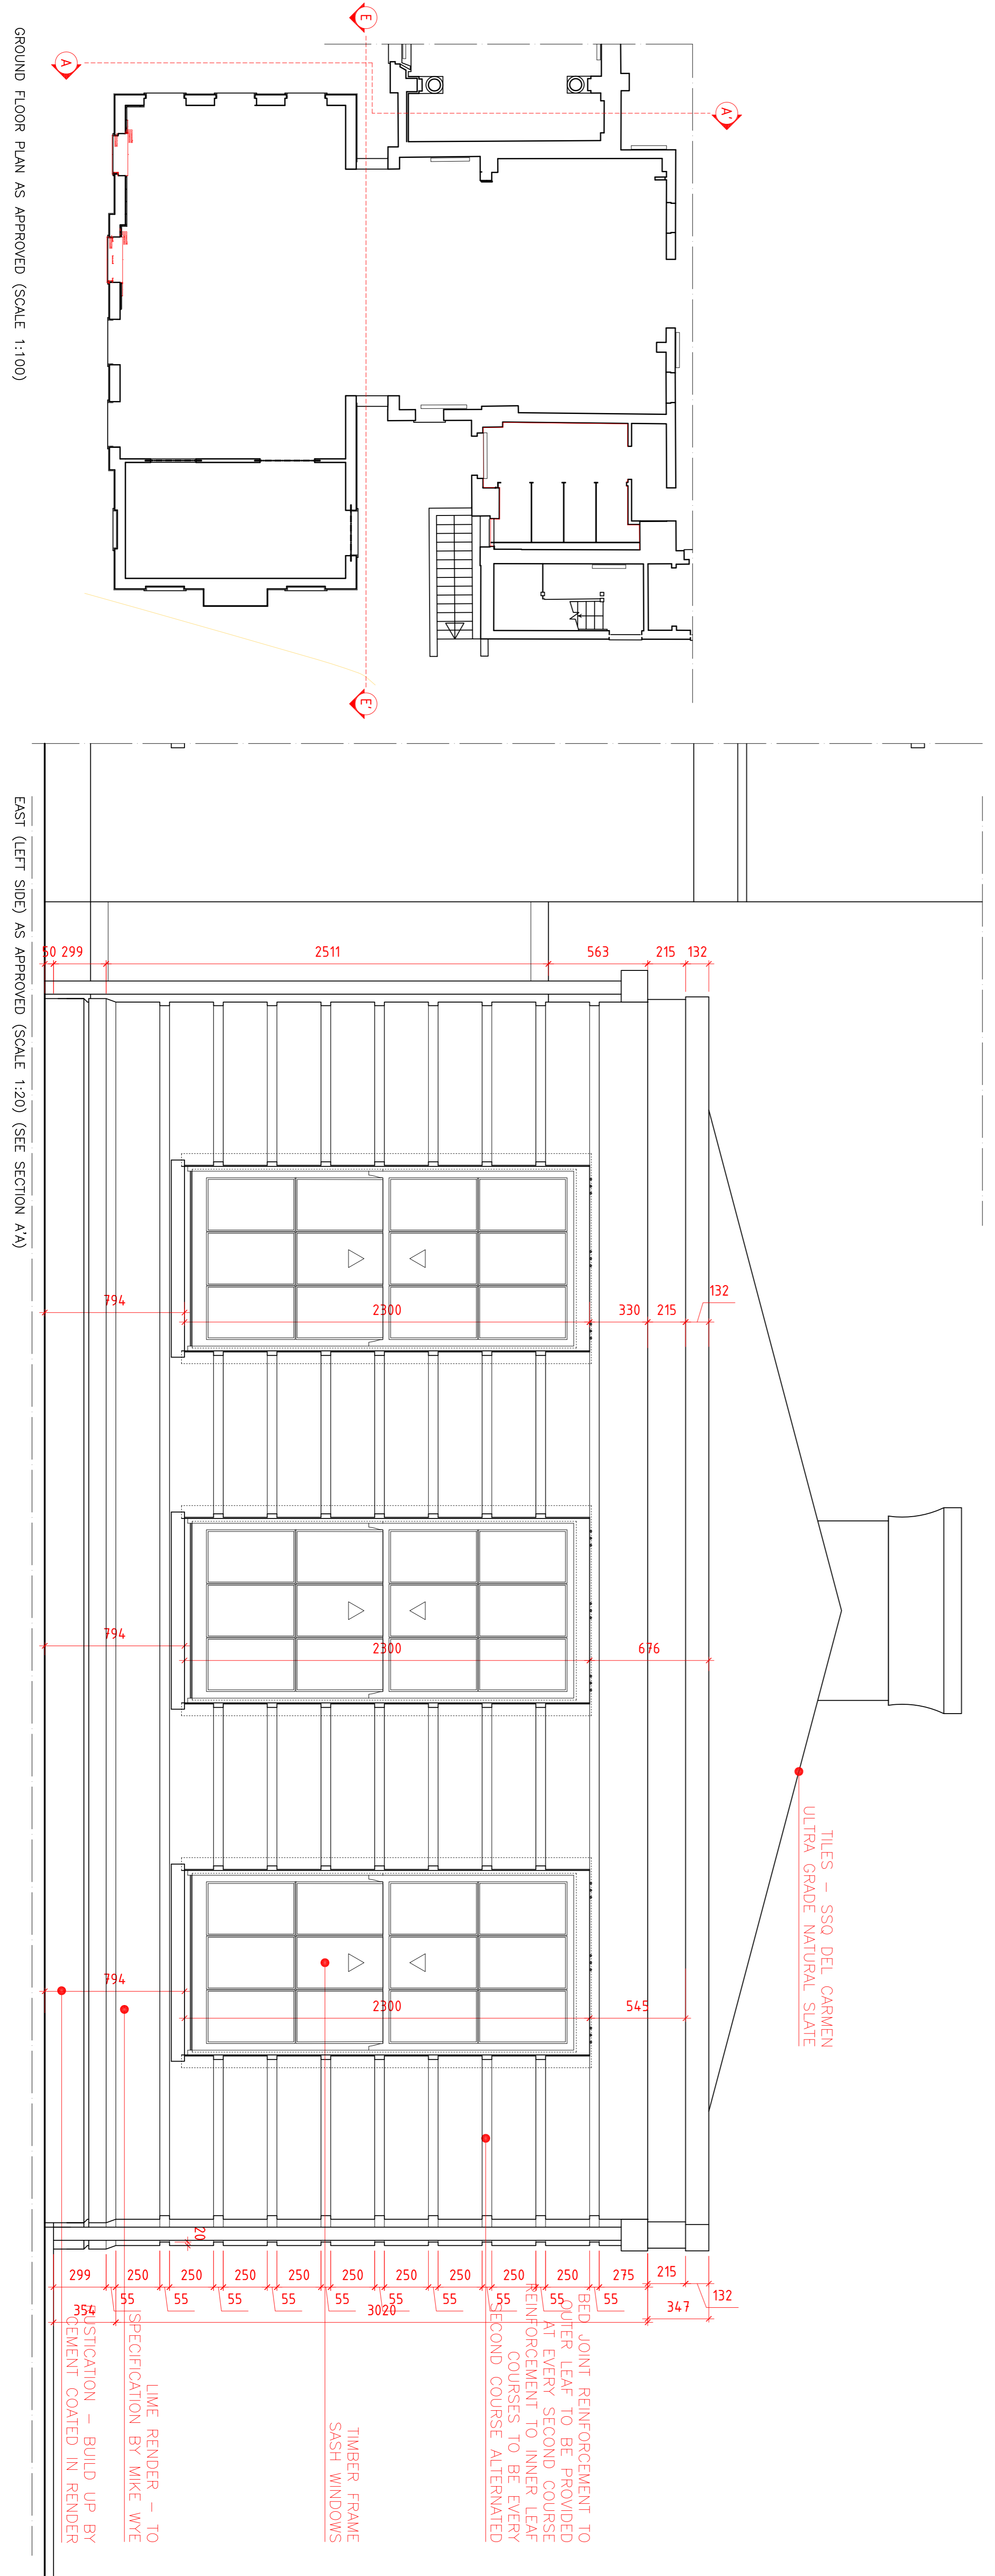 E
A
A'
E'
GROUND FLOOR PLAN AS APPROVED (SCALE 1:100)
50 299
2511
563
215
132
794
2300
330
215
132
794
2300
676
794
2300
545
TILES – SSQ DEL CARMEN
ULTRA GRADE NATURAL SLATE
20
299
250
250
250
250
250
250
250
250
250
275
215
55
55
55
55
55
55
55
55
55
55
132
354
3020
347
BED JOINT REINFORCEMENT TO
OUTER LEAF TO BE PROVIDED
AT EVERY SECOND COURSE
REINFORCEMENT TO INNER LEAF
COURSES TO BE EVERY
SECOND COURSE ALTERNATED
TIMBER FRAME
SASH WINDOWS
LIME RENDER – TO
SPECIFICATION BY MIKE WYE
RUSTICATION – BUILD UP BY
CEMENT COATED IN RENDER
EAST (LEFT SIDE) AS APPROVED (SCALE 1:20) (SEE SECTION A'A)